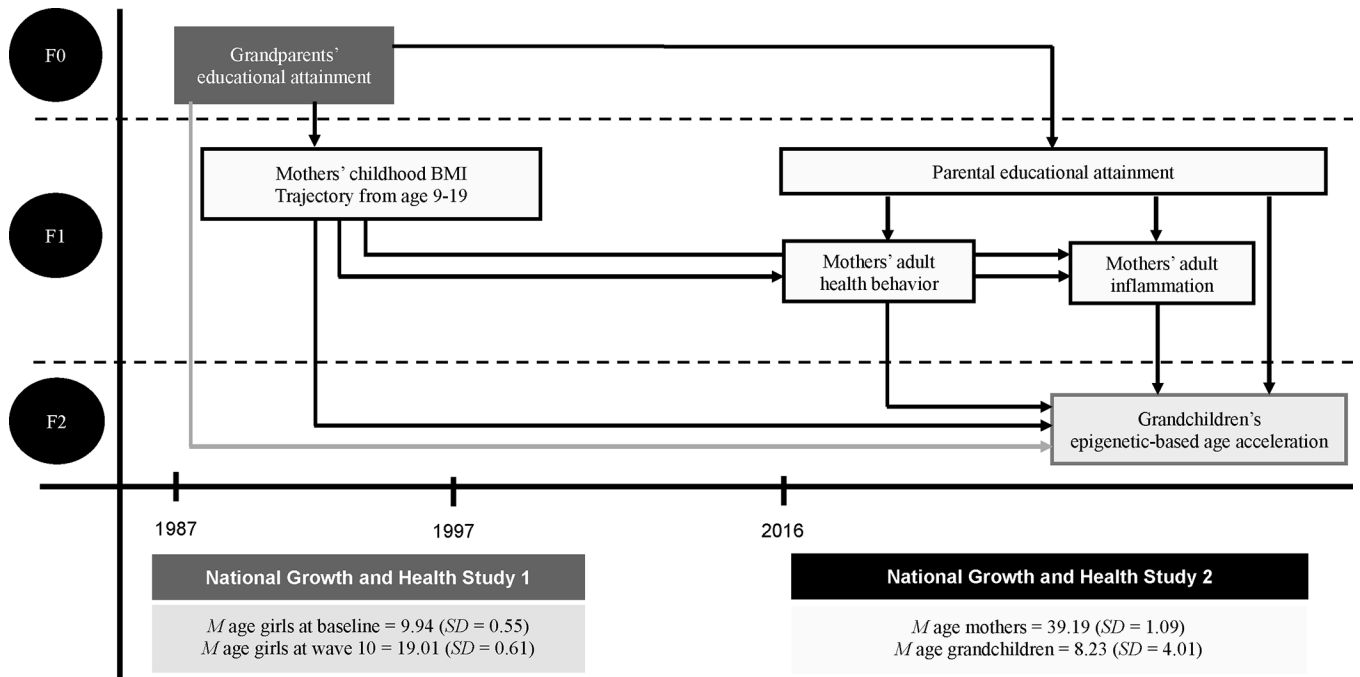 F0
Grandparents’
educational attainment
F1
Mothers’ childhood BMI
Trajectory from age 9-19
Parental educational attainment
Mothers’ adult
health behavior
Mothers’ adult
inflammation
F2
Grandchildren’s
epigenetic-based age acceleration
1987
1997
2016
National Growth and Health Study 1
M age girls at baseline = 9.94 (SD = 0.55)
M age girls at wave 10 = 19.01 (SD = 0.61)
National Growth and Health Study 2
M age mothers = 39.19 (SD = 1.09)
M age grandchildren = 8.23 (SD = 4.01)